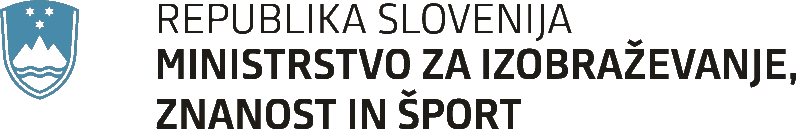 REPUBLIKA SLOVENIJA
MINISTRSTVO ZA IZOBRAŽEVANJE,
ZNANOST IN ŠPORT